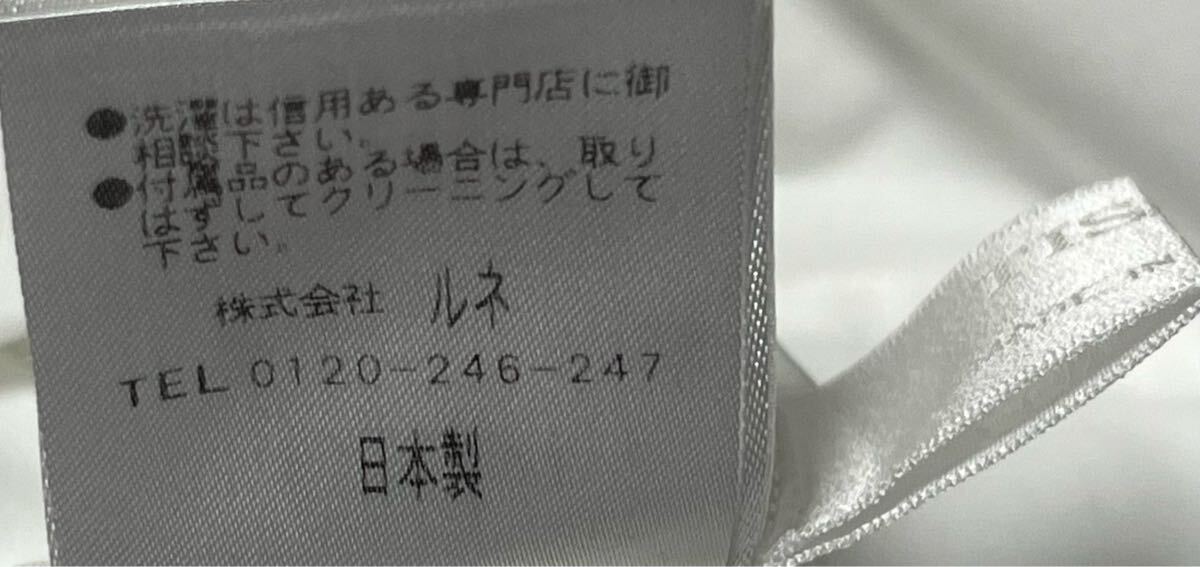 ●洗濯は信用ある専門店に御
相談下さい。
●付属品のある場合は、取り
はずしてクリーニングして
下さい。
株式会社 ルネ
TEL 0120-246-247
日本製